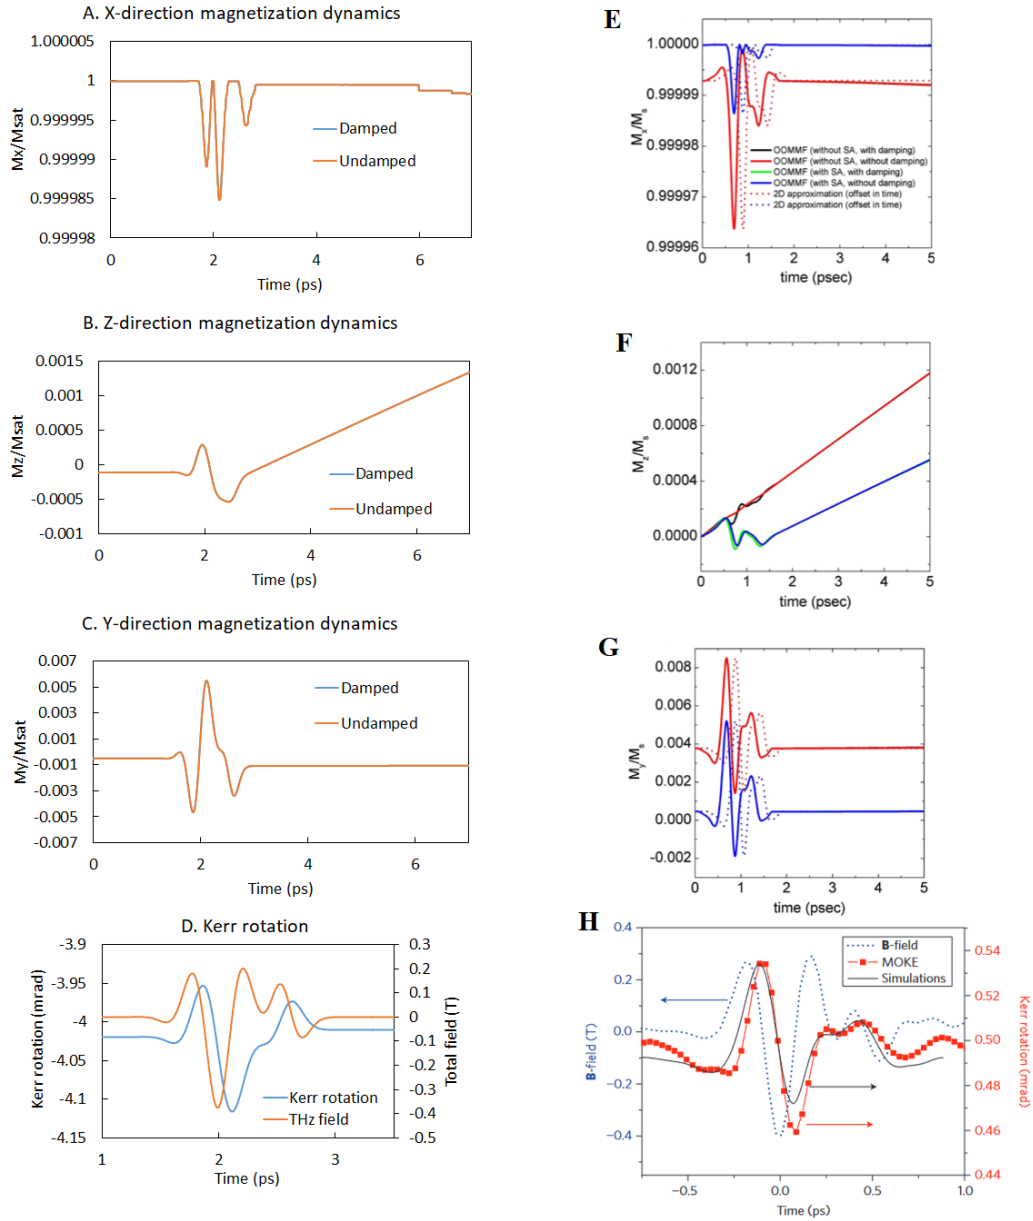 A. X-direction magnetization dynamics
1.000005
1
0.999995
0.99999
0.999985
0.99998
Mx/Msat
Damped
Undamped
0 2 4 6
Time (ps)
B. Z-direction magnetization dynamics
0.0015
0.001
0.0005
0
-0.0005
-0.001
Mz/Msat
Damped
Undamped
0 2 4 6
Time (ps)
C. Y-direction magnetization dynamics
0.007
0.005
0.003
0.001
-0.001
-0.003
-0.005
-0.007
My/Msat
Damped
Undamped
0 2 4 6
Time (ps)
D. Kerr rotation
-3.9
-3.95
-4
-4.05
-4.1
-4.15
Kerr rotation (mrad)
0.3
0.2
0.1
0
-0.1
-0.2
-0.3
-0.4
-0.5
Total field (T)
Kerr rotation
THz field
1 2 3
Time (ps)
E
1.00000
0.99999
0.99998
0.99997
0.99996
Mx/Ms
OOMMF (without SA, with damping)
OOMMF (without SA, without damping)
OOMMF (with SA, with damping)
OOMMF (with SA, without damping)
2D approximation (offset in time)
2D approximation (offset in time)
0 1 2 3 4 5
time (psec)
F
0.0012
0.0008
0.0004
0.0000
Mz/Ms
0 1 2 3 4 5
time (psec)
G
0.008
0.006
0.004
0.002
0.000
-0.002
My/Ms
0 1 2 3 4 5
time (psec)
H
0.4
0.2
0.0
−0.2
−0.4
B-field (T)
B-field
MOKE
Simulations
0.54
0.52
0.50
0.48
0.46
0.44
Kerr rotation (mrad)
−0.5 0.0 0.5 1.0
Time (ps)